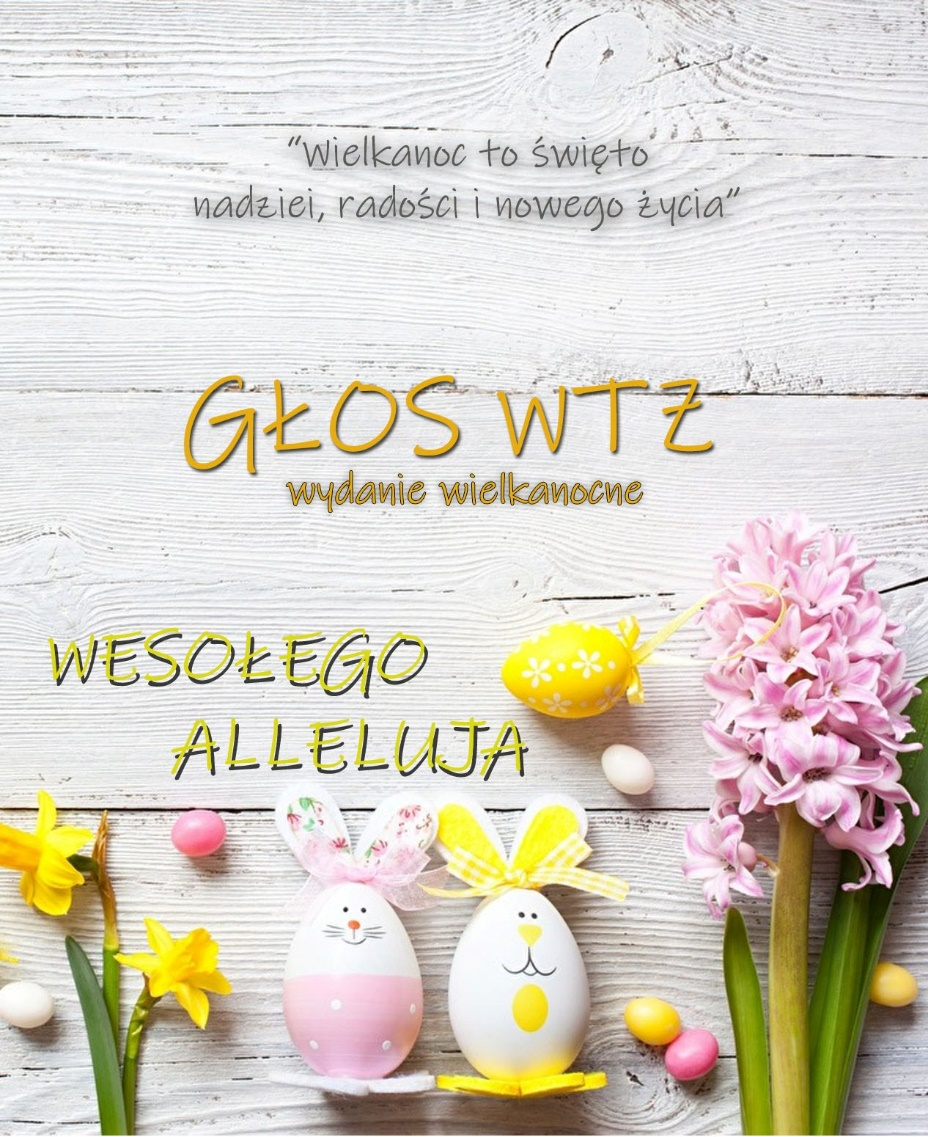 “Wielkanoc to święto
nadziei, radości i nowego życia”
GŁOS WTZ
wydanie wielkanocne
WESOŁEGO
ALLELUJA